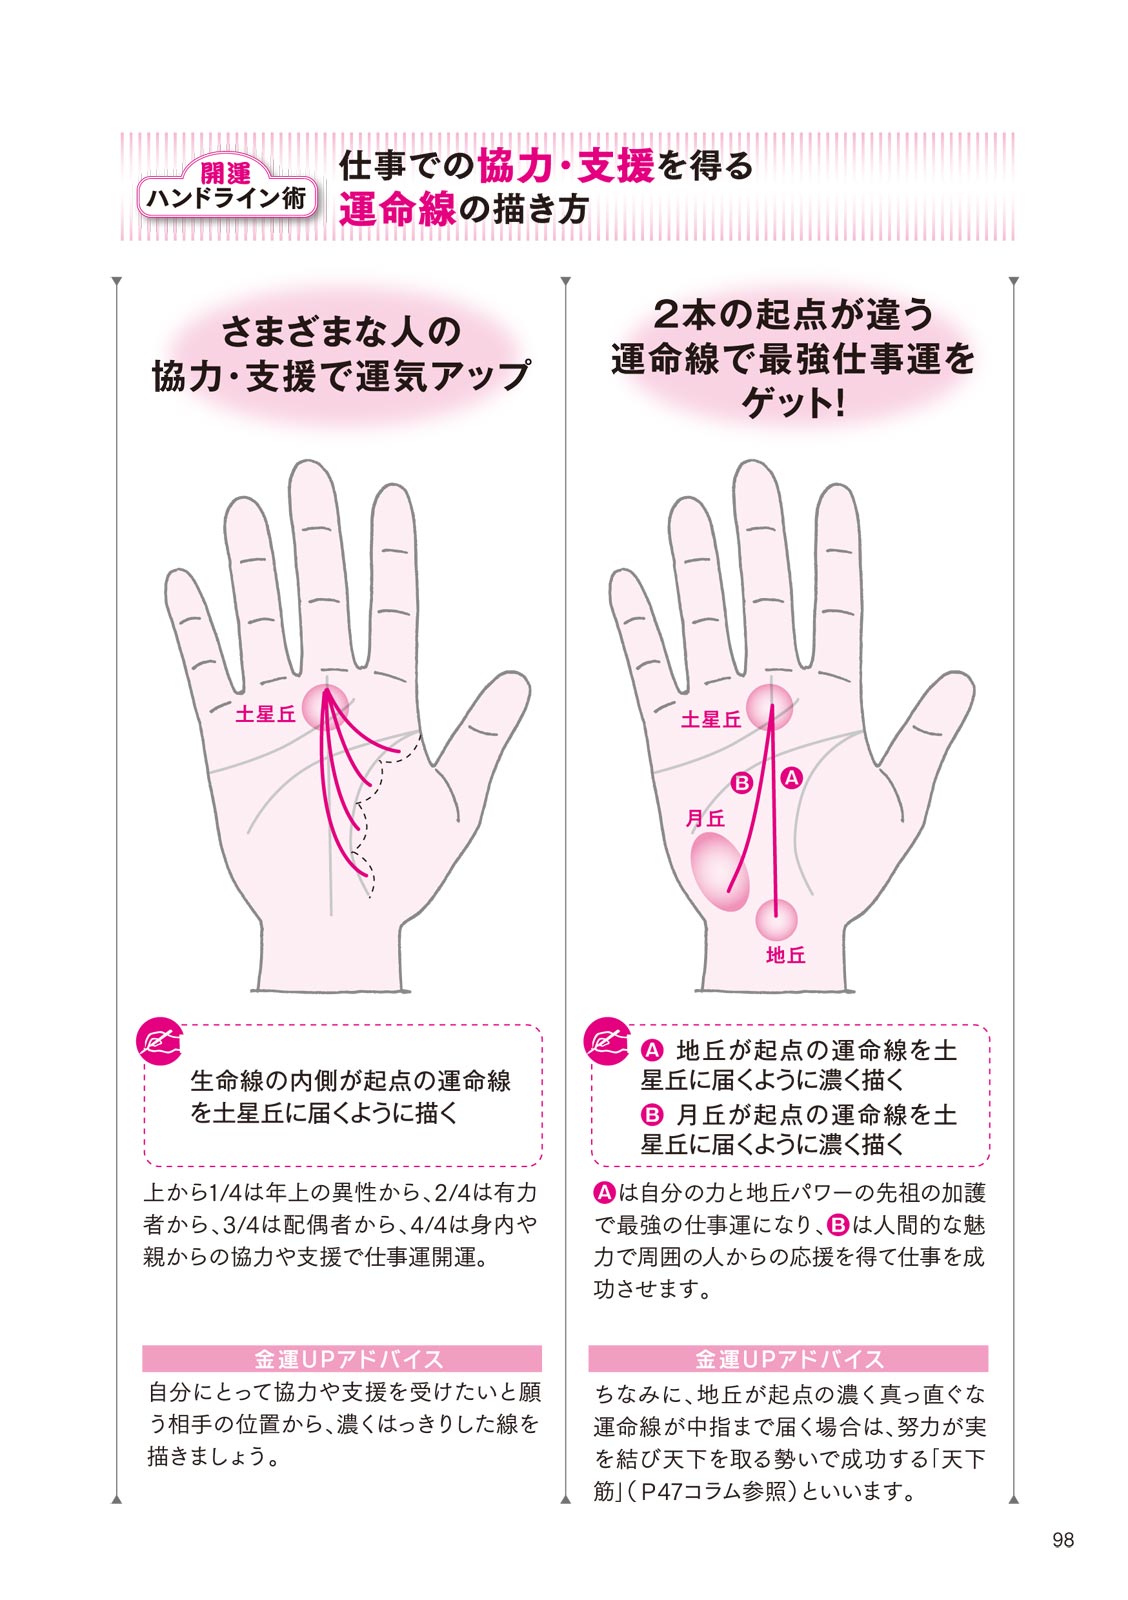 開運
ハンドライン術
仕事での協力・支援を得る
運命線の描き方
さまざまな人の
協力・支援で運気アップ
土星丘
生命線の内側が起点の運命線
を土星丘に届くように描く
上から1/4は年上の異性から、2/4は有力
者から、3/4は配偶者から、4/4は身内や
親からの協力や支援で仕事運開運。
金運UPアドバイス
自分にとって協力や支援を受けたいと願
う相手の位置から、濃くはっきりした線を
描きましょう。
2本の起点が違う
運命線で最強仕事運を
ゲット!
土星丘
B
A
月丘
地丘
A 地丘が起点の運命線を土
星丘に届くように濃く描く
B 月丘が起点の運命線を土
星丘に届くように濃く描く
Aは自分の力と地丘パワーの先祖の加護
で最強の仕事運になり、Bは人間的な魅
力で周囲の人からの応援を得て仕事を成
功させます。
金運UPアドバイス
ちなみに、地丘が起点の濃く真っ直ぐな
運命線が中指まで届く場合は、努力が実
を結び天下を取る勢いで成功する「天下
筋」(P47コラム参照)といいます。
98